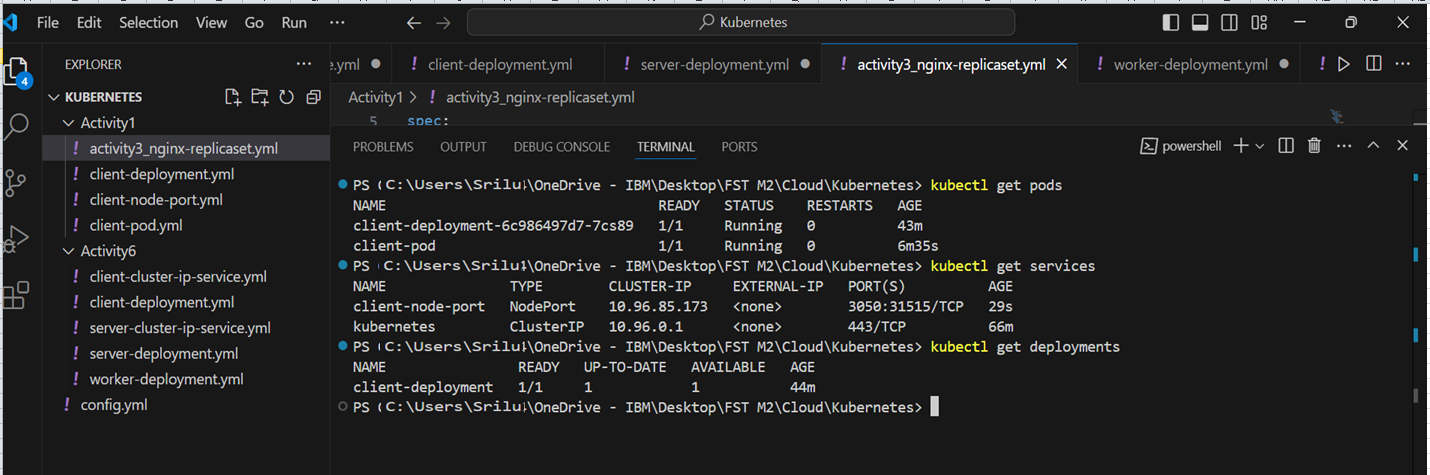 File Edit Selection View Go Run ··· Kubernetes
EXPLORER ···
e.yml client-deployment.yml server-deployment.yml activity3_nginx-replicaset.yml worker-deployment.yml
4
KUBERNETES
Activity1
activity3_nginx-replicaset.yml
client-deployment.yml
client-node-port.yml
client-pod.yml
Activity6
client-cluster-ip-service.yml
client-deployment.yml
server-cluster-ip-service.yml
server-deployment.yml
worker-deployment.yml
config.yml
Activity1 > ! activity3_nginx-replicaset.yml
5 spec:
PROBLEMS OUTPUT DEBUG CONSOLE TERMINAL PORTS powershell
PS (C:\Users\Srilu\OneDrive - IBM\Desktop\FST M2\Cloud\Kubernetes> kubectl get pods
NAME READY STATUS RESTARTS AGE
client-deployment-6c986497d7-7cs89 1/1 Running 0 43m
client-pod 1/1 Running 0 6m35s
PS (C:\Users\Srilu\OneDrive - IBM\Desktop\FST M2\Cloud\Kubernetes> kubectl get services
NAME TYPE CLUSTER-IP EXTERNAL-IP PORT(S) AGE
client-node-port NodePort 10.96.85.173 <none> 3050:31515/TCP 29s
kubernetes ClusterIP 10.96.0.1 <none> 443/TCP 66m
PS (C:\Users\Srilu\OneDrive - IBM\Desktop\FST M2\Cloud\Kubernetes> kubectl get deployments
NAME READY UP-TO-DATE AVAILABLE AGE
client-deployment 1/1 1 1 44m
PS (C:\Users\Srilu\OneDrive - IBM\Desktop\FST M2\Cloud\Kubernetes>